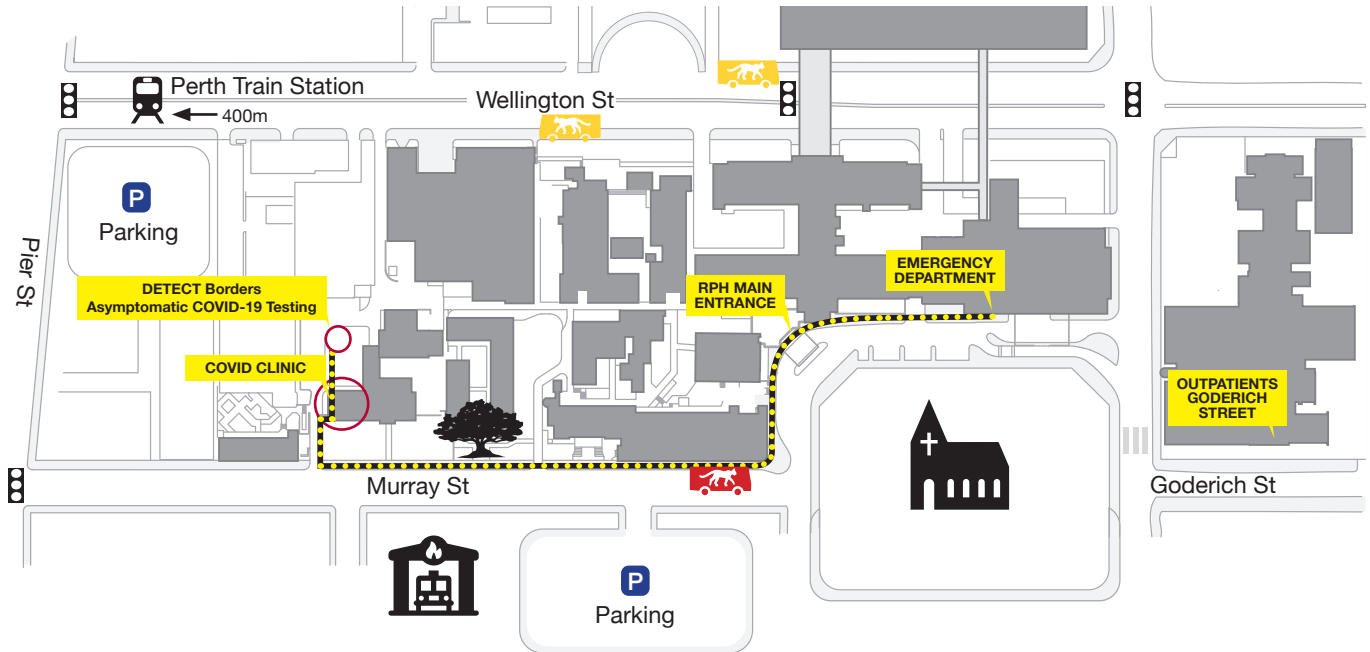 Perth Train Station
400m
Wellington St
P
Parking
Pier St
DETECT Borders
Asymptomatic COVID-19 Testing
COVID CLINIC
RPH MAIN
ENTRANCE
EMERGENCY
DEPARTMENT
OUTPATIENTS
GODERICH
STREET
Murray St
Goderich St
P
Parking